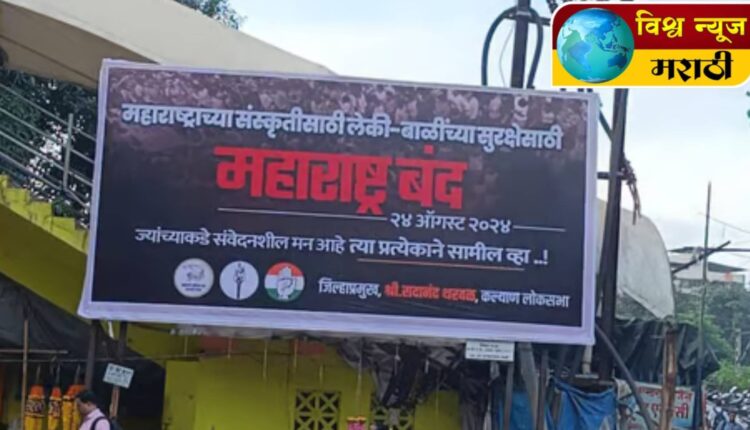 विश्व न्यूज
मराठी
महाराष्ट्राच्या संस्कृतीसाठी लेकी-बाळींच्या सुरक्षेसाठी
महाराष्ट्र बंद
२४ ऑगस्ट २०२४
ज्यांच्याकडे संवेदनशील मन आहे त्या प्रत्येकाने सामील व्हा ..!
जिल्हाप्रमुख, श्री.सदानंद थरवळ, कल्याण लोकसभा